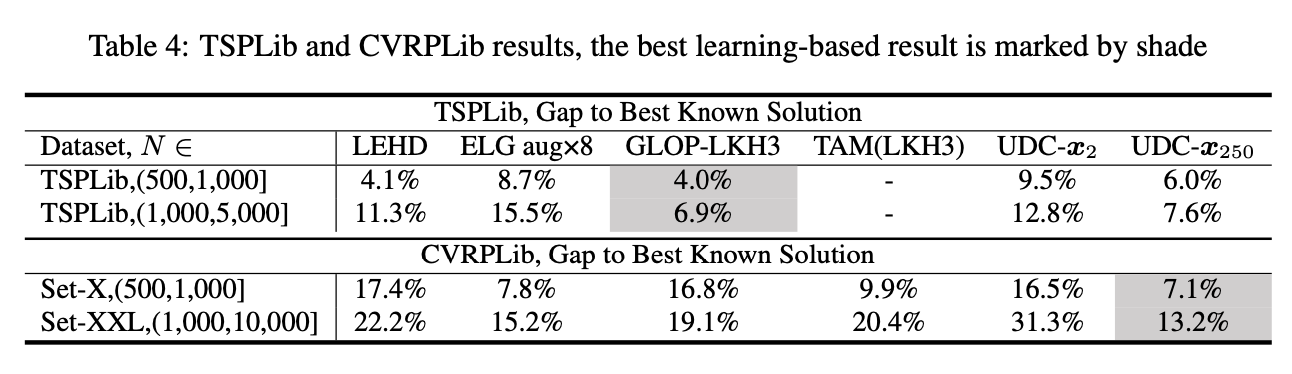 Table 4: TSPLib and CVRPLib results, the best learning-based result is marked by shade
TSPLib, Gap to Best Known Solution
Dataset, N ∈ LEHD ELG aug×8 GLOP-LKH3 TAM(LKH3) UDC-x₂ UDC-x₂₅₀
TSPLib,(500,1,000] 4.1% 8.7% 4.0% - 9.5% 6.0%
TSPLib,(1,000,5,000] 11.3% 15.5% 6.9% - 12.8% 7.6%
CVRPLib, Gap to Best Known Solution
Set-X,(500,1,000] 17.4% 7.8% 16.8% 9.9% 16.5% 7.1%
Set-XXL,(1,000,10,000] 22.2% 15.2% 19.1% 20.4% 31.3% 13.2%